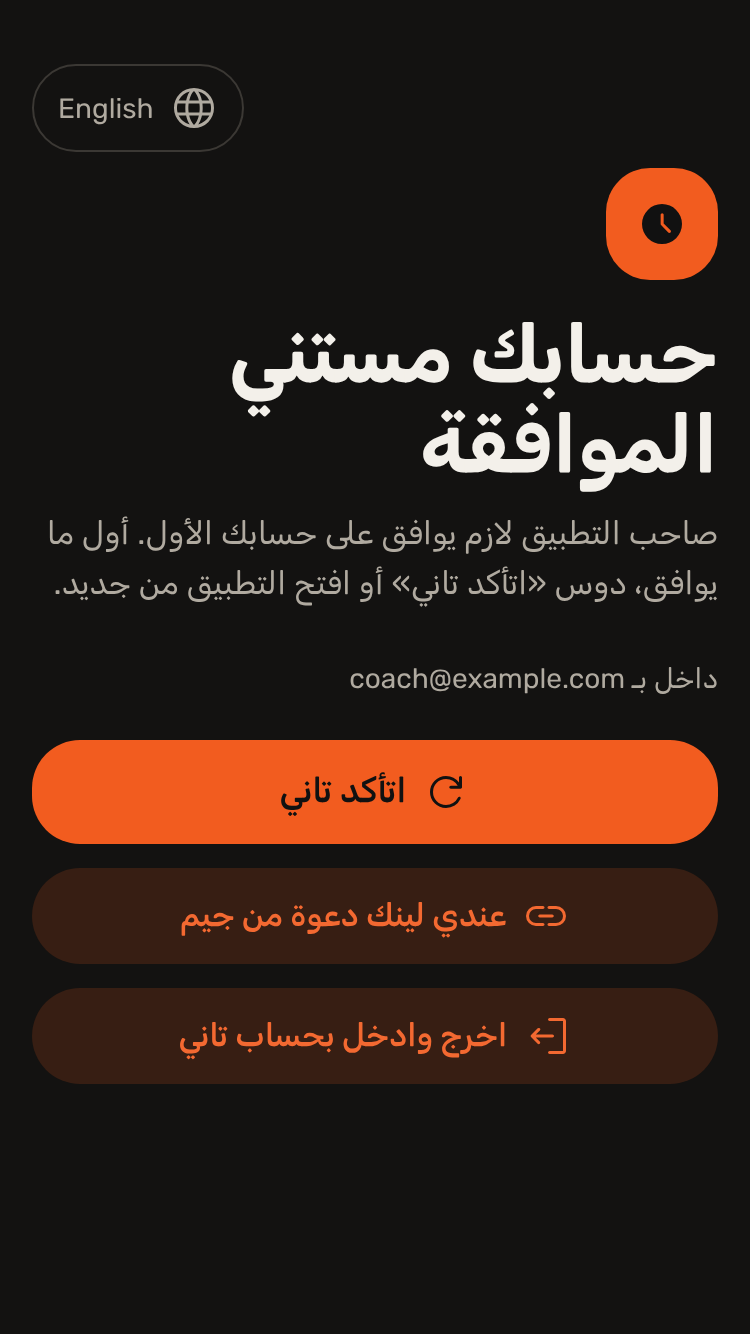 English
حسابك مستني
الموافقة
صاحب التطبيق لازم يوافق على حسابك الأول. أول ما
يوافق، دوس «اتأكد تاني» أو افتح التطبيق من جديد.
داخل بـ coach@example.com
اتأكد تاني
عندي لينك دعوة من جيم
اخرج وادخل بحساب تاني